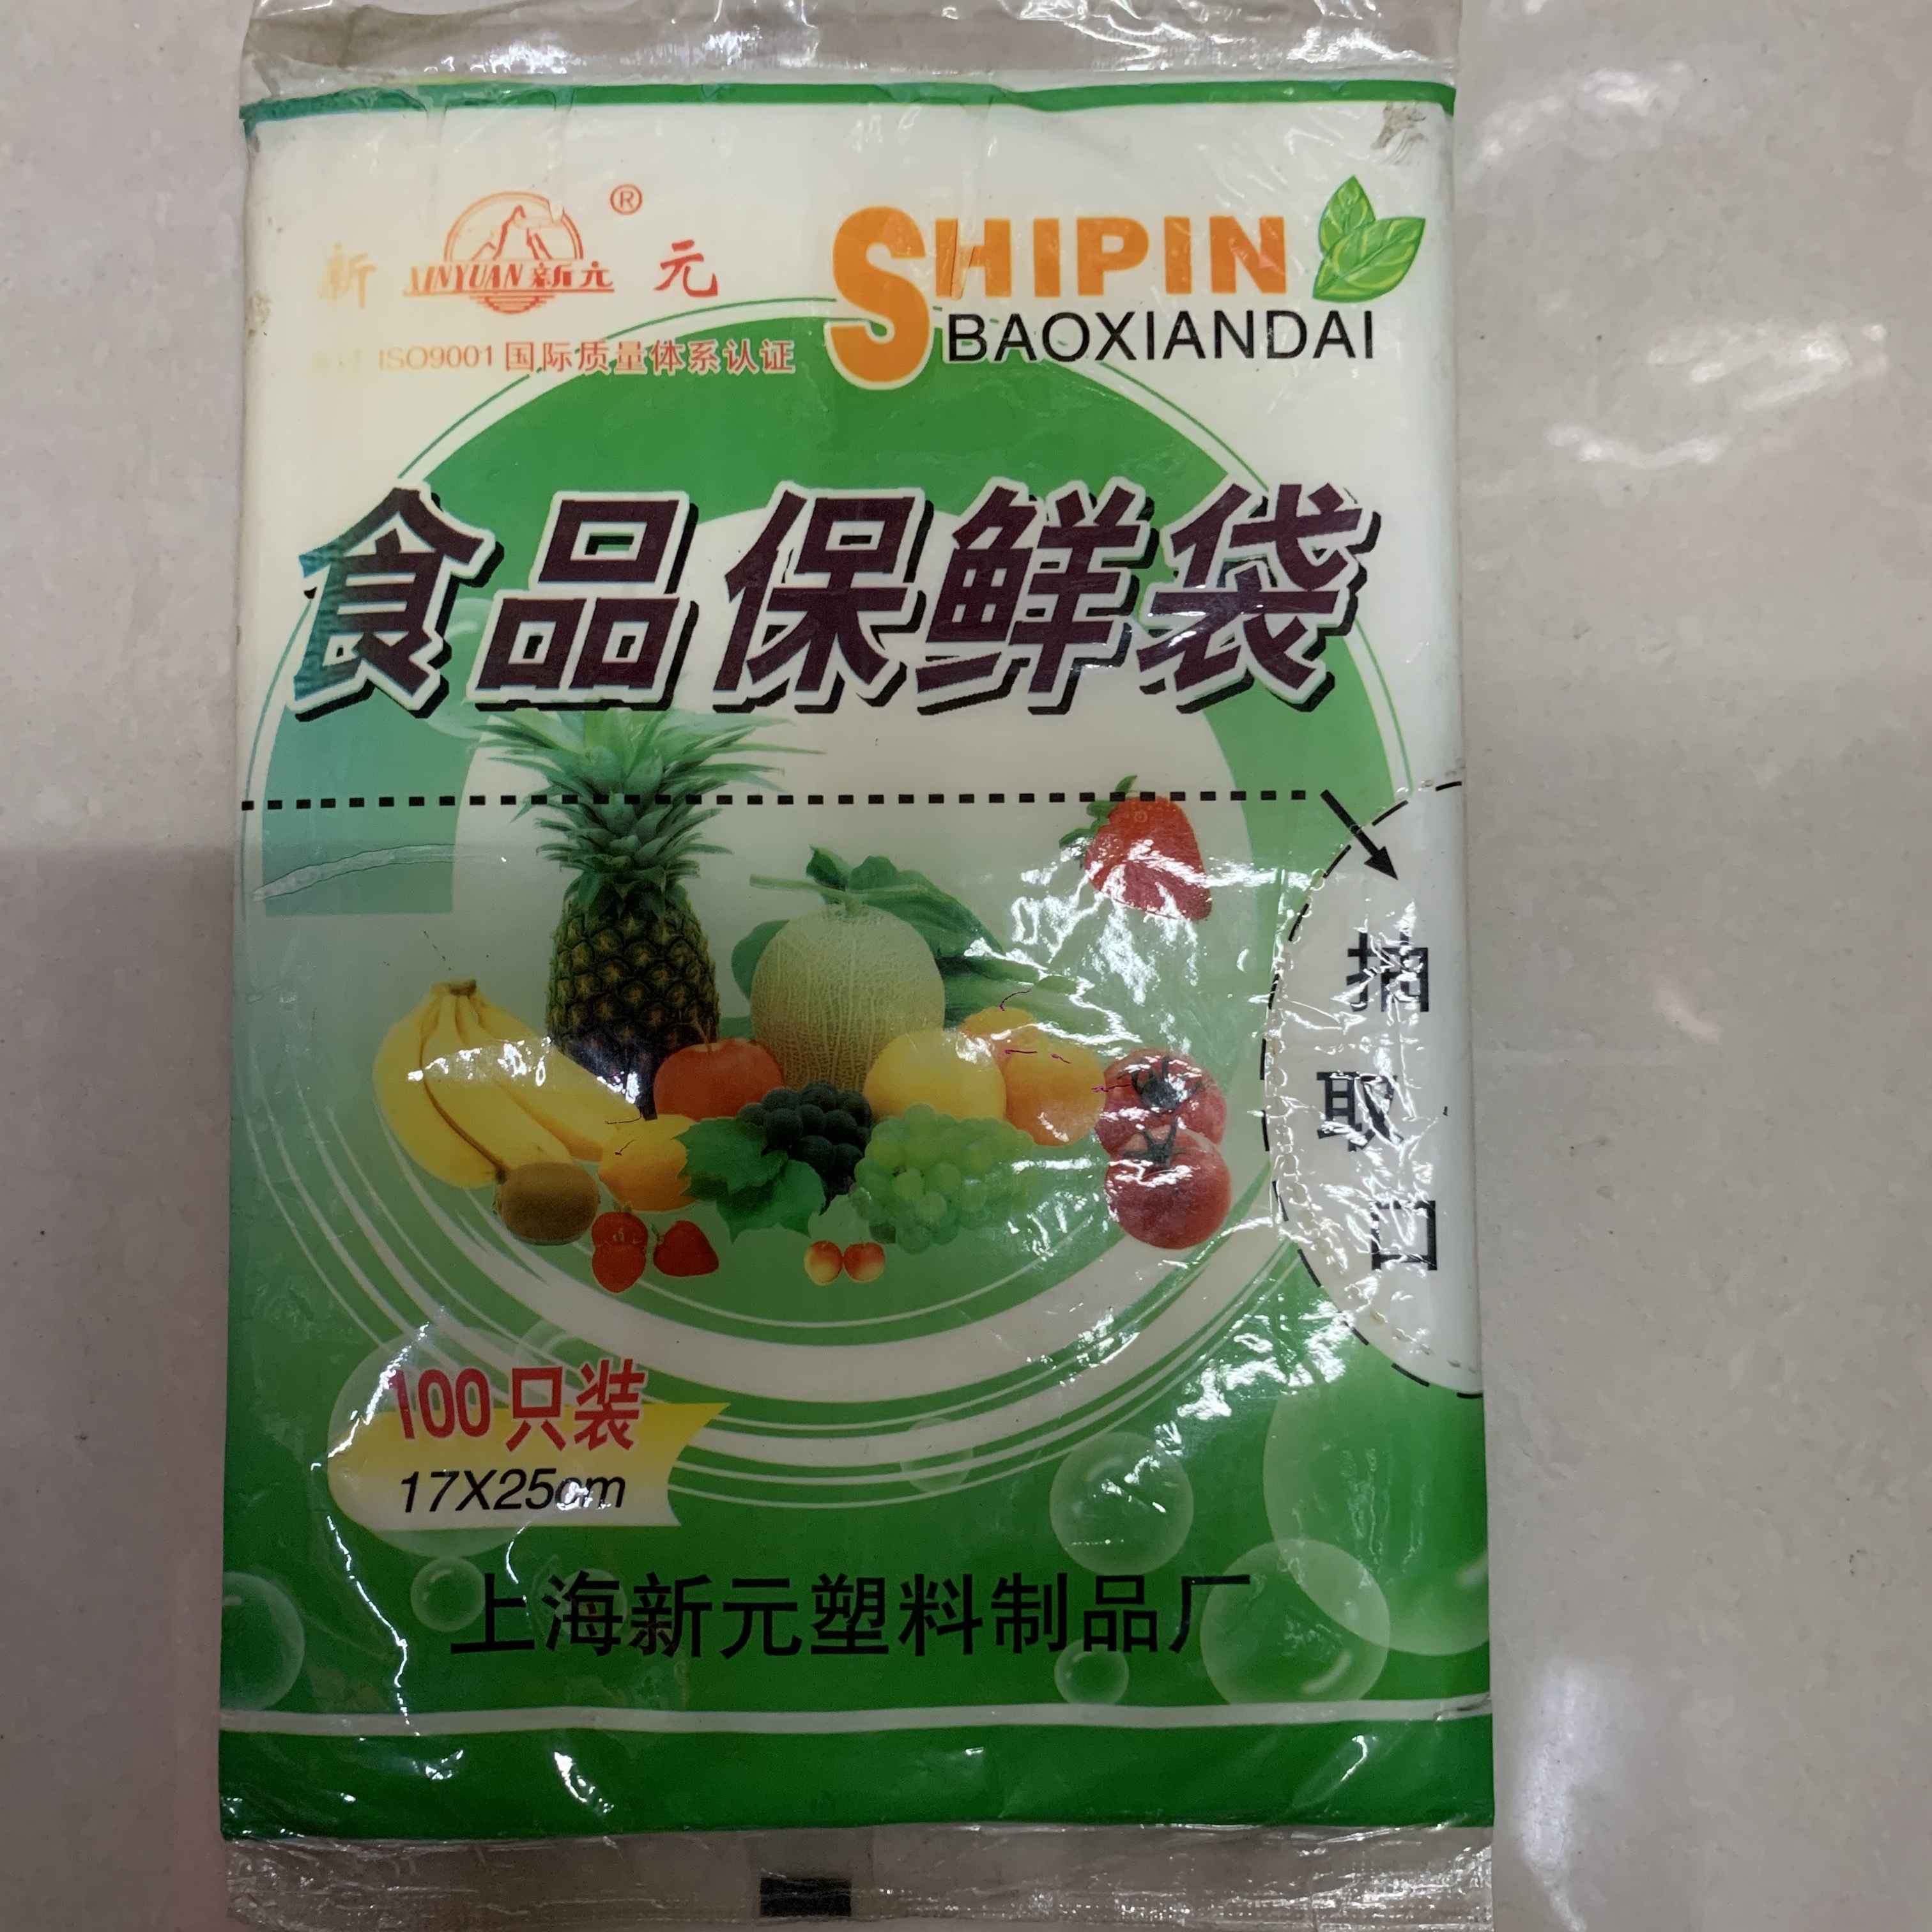 新 XINYUAN新元 ® 元
SHIPIN
BAOXIANDAI
通过ISO9001国际质量体系认证
食品保鲜袋
抽
取
口
100只装
17X25cm
上海新元塑料制品厂